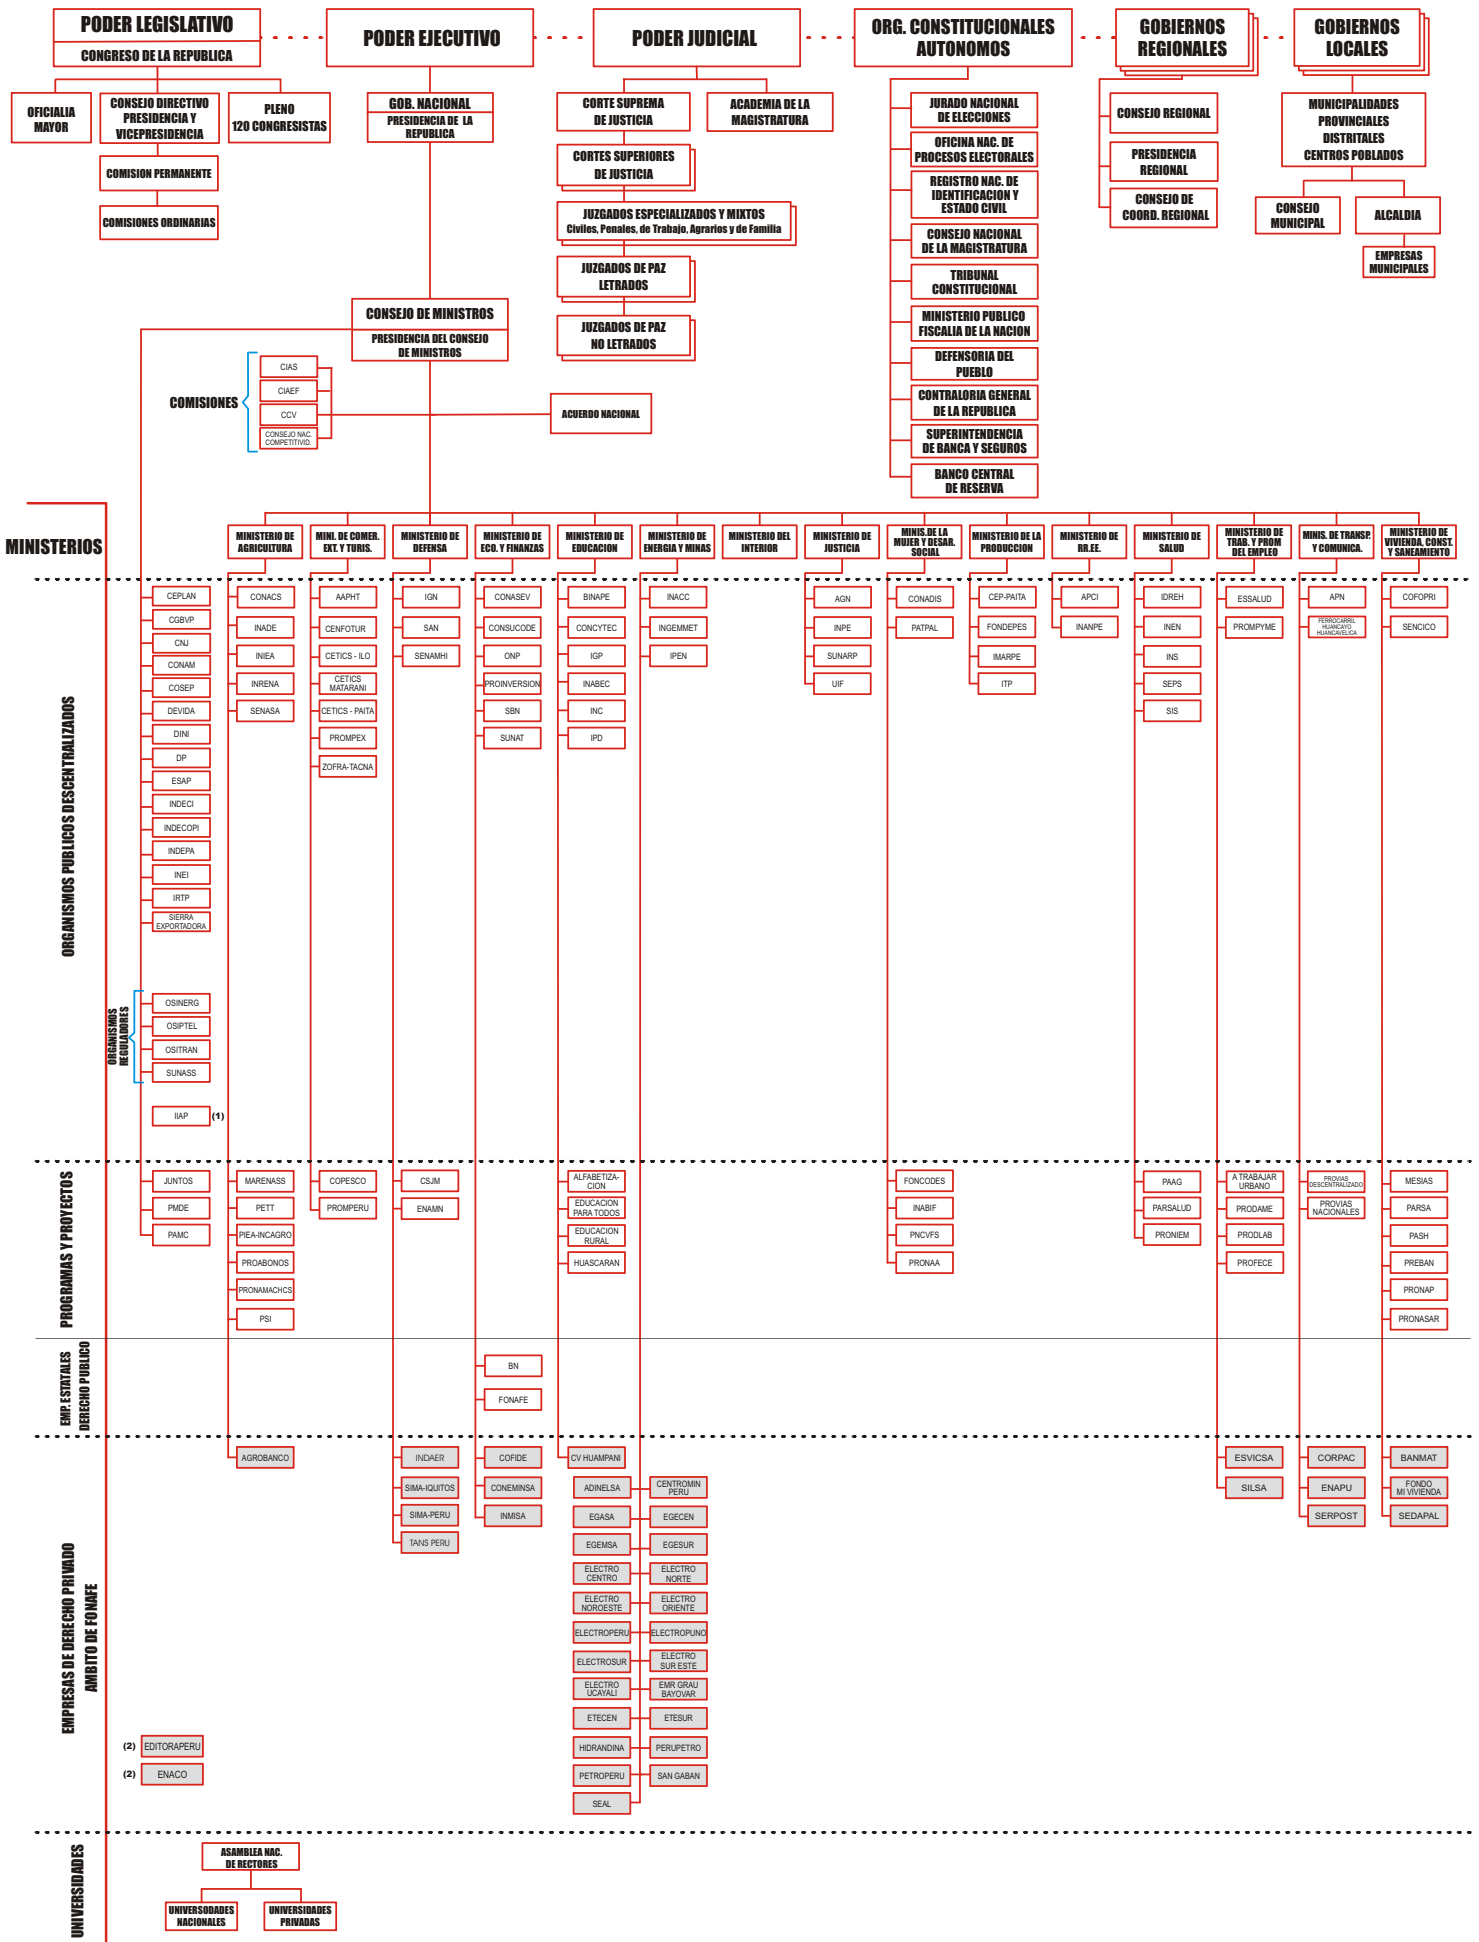 PODER LEGISLATIVO
CONGRESO DE LA REPUBLICA
PODER EJECUTIVO
PODER JUDICIAL
ORG. CONSTITUCIONALES
AUTONOMOS
GOBIERNOS
REGIONALES
GOBIERNOS
LOCALES
OFICIALIA
MAYOR
CONSEJO DIRECTIVO
PRESIDENCIA Y
VICEPRESIDENCIA
PLENO
120 CONGRESISTAS
COMISION PERMANENTE
COMISIONES ORDINARIAS
GOB. NACIONAL
PRESIDENCIA DE LA
REPUBLICA
CORTE SUPREMA
DE JUSTICIA
ACADEMIA DE LA
MAGISTRATURA
CORTES SUPERIORES
DE JUSTICIA
JUZGADOS ESPECIALIZADOS Y MIXTOS
Civiles, Penales, de Trabajo, Agrarios y de Familia
JUZGADOS DE PAZ
LETRADOS
JUZGADOS DE PAZ
NO LETRADOS
JURADO NACIONAL
DE ELECCIONES
OFICINA NAC. DE
PROCESOS ELECTORALES
REGISTRO NAC. DE
IDENTIFICACION Y
ESTADO CIVIL
CONSEJO NACIONAL
DE LA MAGISTRATURA
TRIBUNAL
CONSTITUCIONAL
MINISTERIO PUBLICO
FISCALIA DE LA NACION
DEFENSORIA DEL
PUEBLO
CONTRALORIA GENERAL
DE LA REPUBLICA
SUPERINTENDENCIA
DE BANCA Y SEGUROS
BANCO CENTRAL
DE RESERVA
CONSEJO REGIONAL
PRESIDENCIA
REGIONAL
CONSEJO DE
COORD. REGIONAL
MUNICIPALIDADES
PROVINCIALES
DISTRITALES
CENTROS POBLADOS
CONSEJO
MUNICIPAL
ALCALDIA
EMPRESAS
MUNICIPALES
CONSEJO DE MINISTROS
PRESIDENCIA DEL CONSEJO
DE MINISTROS
COMISIONES
CIAS
CIAEF
CCV
CONSEJO NAC.
COMPETITIVID.
ACUERDO NACIONAL
MINISTERIOS
MINISTERIO DE
AGRICULTURA
MINI. DE COMER.
EXT. Y TURIS.
MINISTERIO DE
DEFENSA
MINISTERIO DE
ECO. Y FINANZAS
MINISTERIO DE
EDUCACION
MINISTERIO DE
ENERGIA Y MINAS
MINISTERIO DEL
INTERIOR
MINISTERIO DE
JUSTICIA
MINIS.DE LA
MUJER Y DESAR.
SOCIAL
MINISTERIO DE LA
PRODUCCION
MINISTERIO DE
RR.EE.
MINISTERIO DE
SALUD
MINISTERIO DE
TRAB. Y PROM
DEL EMPLEO
MINIS. DE TRANSP.
Y COMUNICA.
MINISTERIO DE
VIVIENDA, CONST.
Y SANEAMIENTO
ORGANISMOS PUBLICOS DESCENTRALIZADOS
CEPLAN
CGBVP
CNJ
CONAM
COSEP
DEVIDA
DINI
DP
ESAP
INDECI
INDECOPI
INDEPA
INEI
IRTP
SIERRA
EXPORTADORA
ORGANISMOS
REGULADORES
OSINERG
OSIPTEL
OSITRAN
SUNASS
IIAP
(1)
CONACS
INADE
INIEA
INRENA
SENASA
AAPHT
CENFOTUR
CETICS - ILO
CETICS
MATARANI
CETICS - PAITA
PROMPEX
ZOFRA-TACNA
IGN
SAN
SENAMHI
CONASEV
CONSUCODE
ONP
PROINVERSION
SBN
SUNAT
BINAPE
CONCYTEC
IGP
INABEC
INC
IPD
INACC
INGEMMET
IPEN
AGN
INPE
SUNARP
UIF
CONADIS
PATPAL
CEP-PAITA
FONDEPES
IMARPE
ITP
APCI
INANPE
IDREH
INEN
INS
SEPS
SIS
ESSALUD
PROMPYME
APN
FERROCARRIL
HUANCAYO
HUANCAVELICA
COFOPRI
SENCICO
PROGRAMAS Y PROYECTOS
JUNTOS
PMDE
PAMC
MARENASS
PETT
PIEA-INCAGRO
PROABONOS
PRONAMACHCS
PSI
COPESCO
PROMPERU
CSJM
ENAMN
ALFABETIZA-
CION
EDUCACION
PARA TODOS
EDUCACION
RURAL
HUASCARAN
FONCODES
INABIF
PNCVFS
PRONAA
PAAG
PARSALUD
PRONIEM
A TRABAJAR
URBANO
PRODAME
PRODLAB
PROFECE
PROVIAS
DESCENTRALIZADO
PROVIAS
NACIONALES
MESIAS
PARSA
PASH
PREBAN
PRONAP
PRONASAR
EMP. ESTATALES
DERECHO PUBLICO
BN
FONAFE
EMPRESAS DE DERECHO PRIVADO
AMBITO DE FONAFE
AGROBANCO
INDAER
SIMA-IQUITOS
SIMA-PERU
TANS PERU
COFIDE
CONEMINSA
INMISA
CV HUAMPANI
ADINELSA
CENTROMIN
PERU
EGASA
EGECEN
EGEMSA
EGESUR
ELECTRO
CENTRO
ELECTRO
NORTE
ELECTRO
NOROESTE
ELECTRO
ORIENTE
ELECTROPERU
ELECTROPUNO
ELECTROSUR
ELECTRO
SUR ESTE
ELECTRO
UCAYALI
EMR GRAU
BAYOVAR
ETECEN
ETESUR
HIDRANDINA
PERUPETRO
PETROPERU
SAN GABAN
SEAL
ESVICSA
SILSA
CORPAC
ENAPU
SERPOST
BANMAT
FONDO
MI VIVIENDA
SEDAPAL
(2) EDITORAPERU
(2) ENACO
UNIVERSIDADES
ASAMBLEA NAC.
DE RECTORES
UNIVERSODADES
NACIONALES
UNIVERSIDADES
PRIVADAS